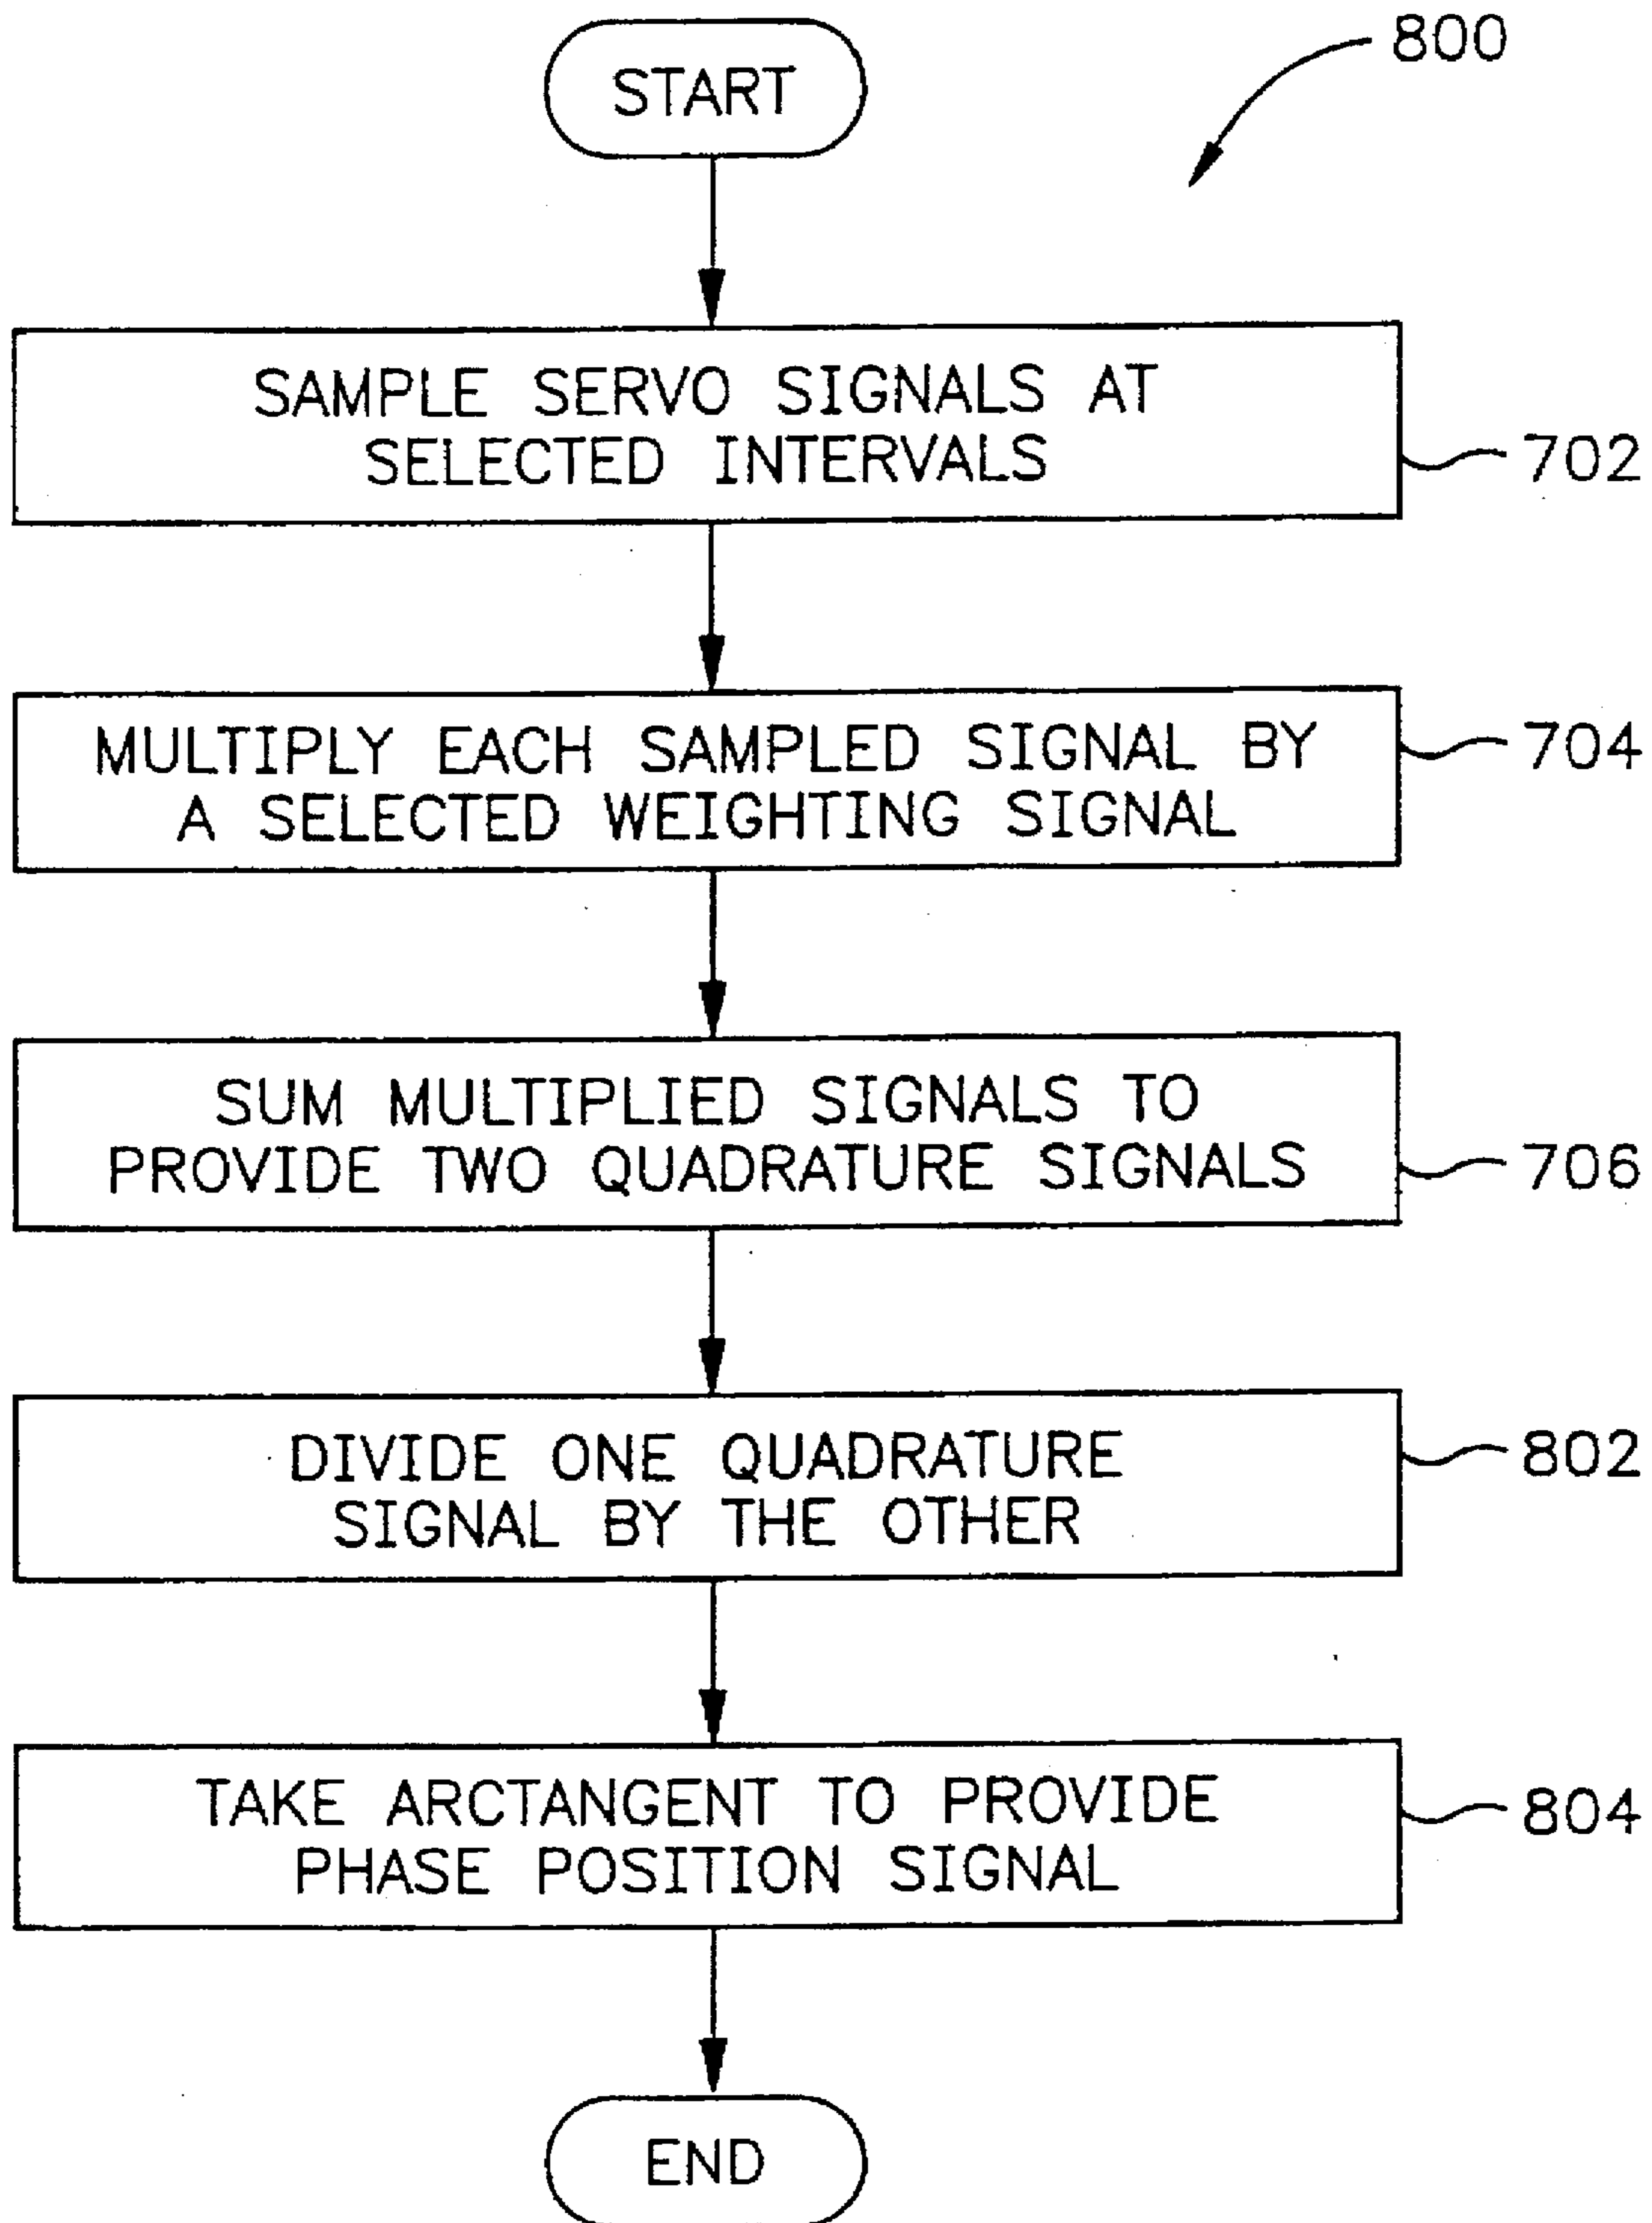 800
START
SAMPLE SERVO SIGNALS AT
SELECTED INTERVALS
702
MULTIPLY EACH SAMPLED SIGNAL BY
A SELECTED WEIGHTING SIGNAL
704
SUM MULTIPLIED SIGNALS TO
PROVIDE TWO QUADRATURE SIGNALS
706
DIVIDE ONE QUADRATURE
SIGNAL BY THE OTHER
802
TAKE ARCTANGENT TO PROVIDE
PHASE POSITION SIGNAL
804
END